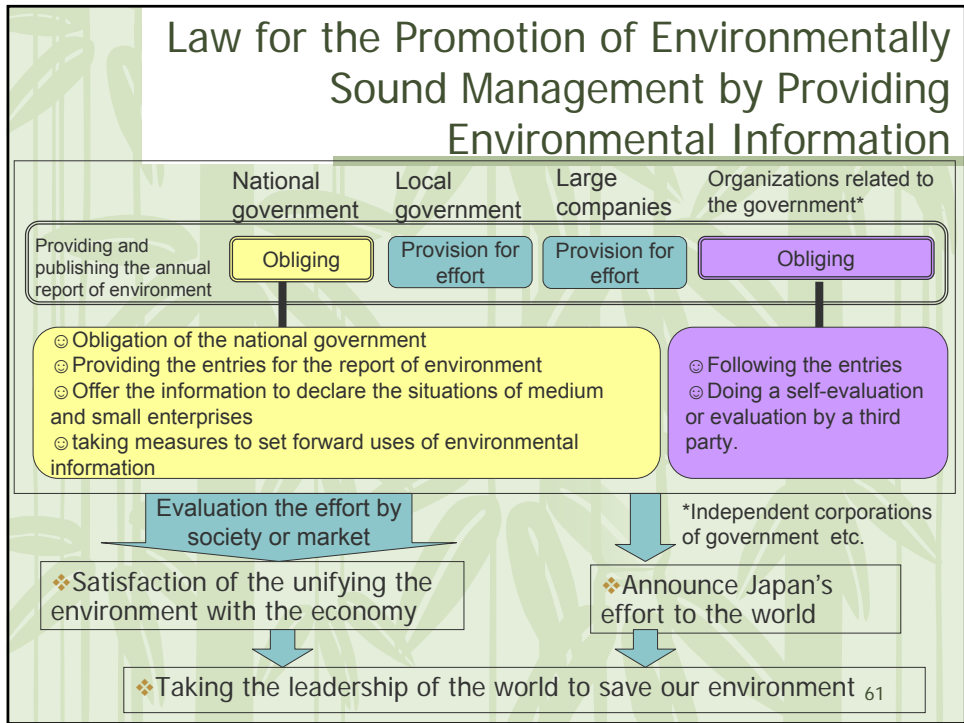 Law for the Promotion of Environmentally
Sound Management by Providing
Environmental Information
National
government
Local
government
Large
companies
Organizations related to
the government*
Providing and
publishing the annual
report of environment
Obliging
Provision for
effort
Provision for
effort
Obliging
☺Obligation of the national government
☺Providing the entries for the report of environment
☺Offer the information to declare the situations of medium
and small enterprises
☺taking measures to set forward uses of environmental
information
☺Following the entries
☺Doing a self-evaluation
or evaluation by a third
party.
Evaluation the effort by
society or market
*Independent corporations
of government etc.
❖Satisfaction of the unifying the
environment with the economy
❖Announce Japan's
effort to the world
❖Taking the leadership of the world to save our environment
61